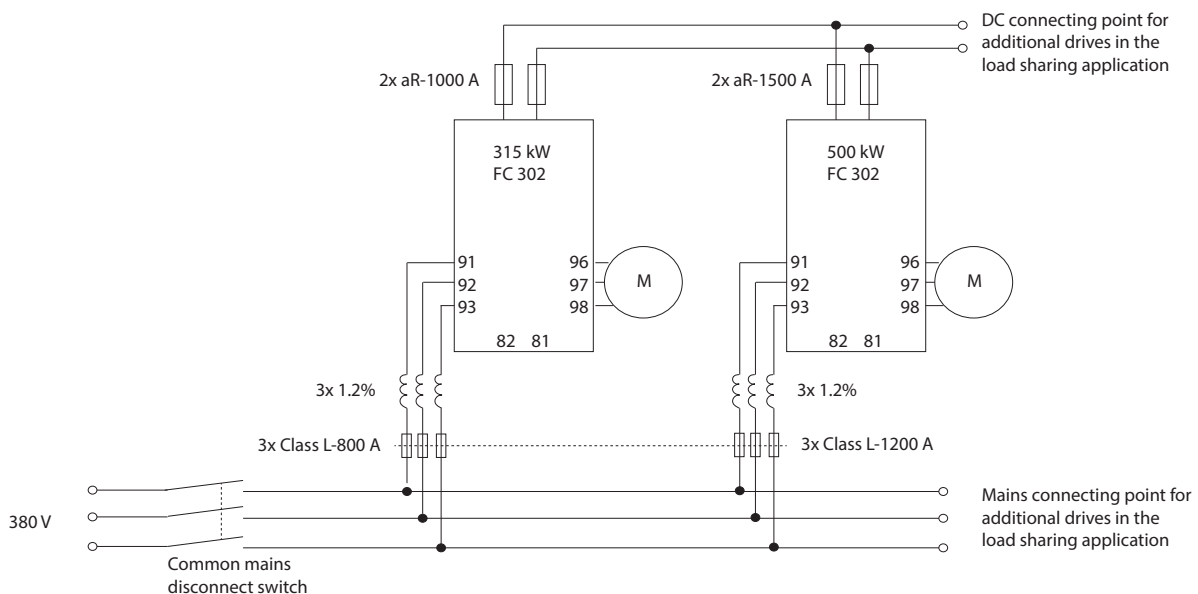 DC connecting point for
additional drives in the
load sharing application
2x aR-1000 A
2x aR-1500 A
315 kW
FC 302
500 kW
FC 302
91
92
93
96
97
98
M
82 81
91
92
93
96
97
98
M
82 81
3x 1.2%
3x 1.2%
3x Class L-800 A
3x Class L-1200 A
380 V
Mains connecting point for
additional drives in the
load sharing application
Common mains
disconnect switch